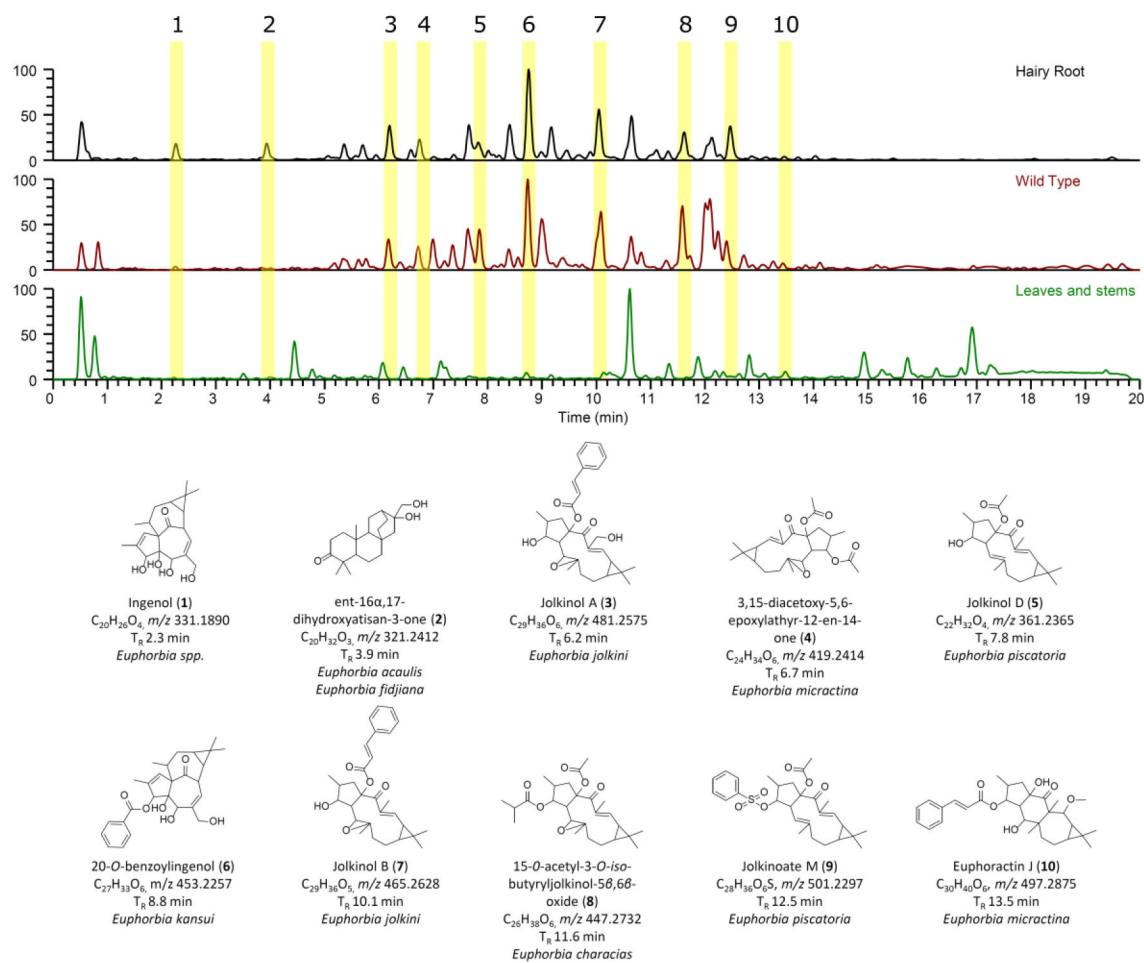 1 2 3 4 5 6 7 8 9 10
Hairy Root
100
50
0
Wild Type
100
50
0
Leaves and stems
100
50
0
0 1 2 3 4 5 6 7 8 9 10 11 12 13 14 15 16 17 18 19 20
Time (min)
Ingenol (1)
C20H26O4, m/z 331.1890
TR 2.3 min
Euphorbia spp.
ent-16α,17-
dihydroxyatisan-3-one (2)
C20H32O3, m/z 321.2412
TR 3.9 min
Euphorbia acaulis
Euphorbia fidjiana
Jolkinol A (3)
C29H36O6, m/z 481.2575
TR 6.2 min
Euphorbia jolkini
3,15-diacetoxy-5,6-
epoxylathyr-12-en-14-
one (4)
C24H34O6, m/z 419.2414
TR 6.7 min
Euphorbia micractina
Jolkinol D (5)
C22H32O4, m/z 361.2365
TR 7.8 min
Euphorbia piscatoria
20-O-benzoylingenol (6)
C27H33O6, m/z 453.2257
TR 8.8 min
Euphorbia kansui
Jolkinol B (7)
C29H36O5, m/z 465.2628
TR 10.1 min
Euphorbia jolkini
15-O-acetyl-3-O-iso-
butyryljolkinol-5β,6β-
oxide (8)
C26H38O6, m/z 447.2732
TR 11.6 min
Euphorbia characias
Jolkinoate M (9)
C28H36O6S, m/z 501.2297
TR 12.5 min
Euphorbia piscatoria
Euphoractin J (10)
C30H40O6, m/z 497.2875
TR 13.5 min
Euphorbia micractina